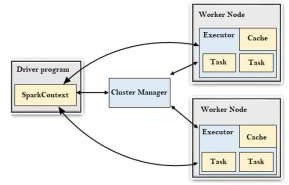 Worker Node
Executor
Cache
Task
Task
Driver program
SparkContext
Cluster Manager
Worker Node
Executor
Cache
Task
Task